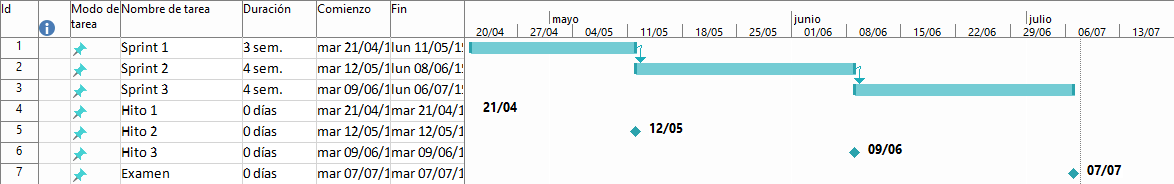 Id Modo de tarea Nombre de tarea Duración Comienzo Fin mayo junio julio
20/04 27/04 04/05 11/05 18/05 25/05 01/06 08/06 15/06 22/06 29/06 06/07 13/07
1 Sprint 1 3 sem. mar 21/04/1 lun 11/05/1
2 Sprint 2 4 sem. mar 12/05/1 lun 08/06/1
3 Sprint 3 4 sem. mar 09/06/1 lun 06/07/1
4 Hito 1 0 días mar 21/04/1 mar 21/04/1 21/04
5 Hito 2 0 días mar 12/05/1 mar 12/05/1 12/05
6 Hito 3 0 días mar 09/06/1 mar 09/06/1 09/06
7 Examen 0 días mar 07/07/1 mar 07/07/1 07/07